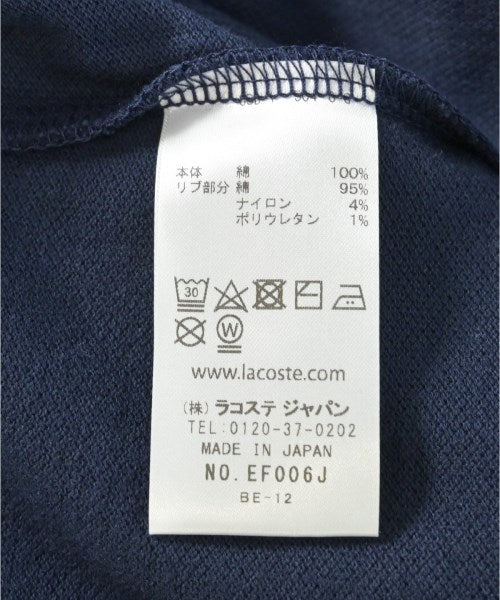 本体 綿 100%
リブ部分 綿 95%
ナイロン 4%
ポリウレタン 1%
30
W
www.lacoste.com
(株) ラコステ ジャパン
TEL:0120-37-0202
MADE IN JAPAN
NO. EF006J
BE-12